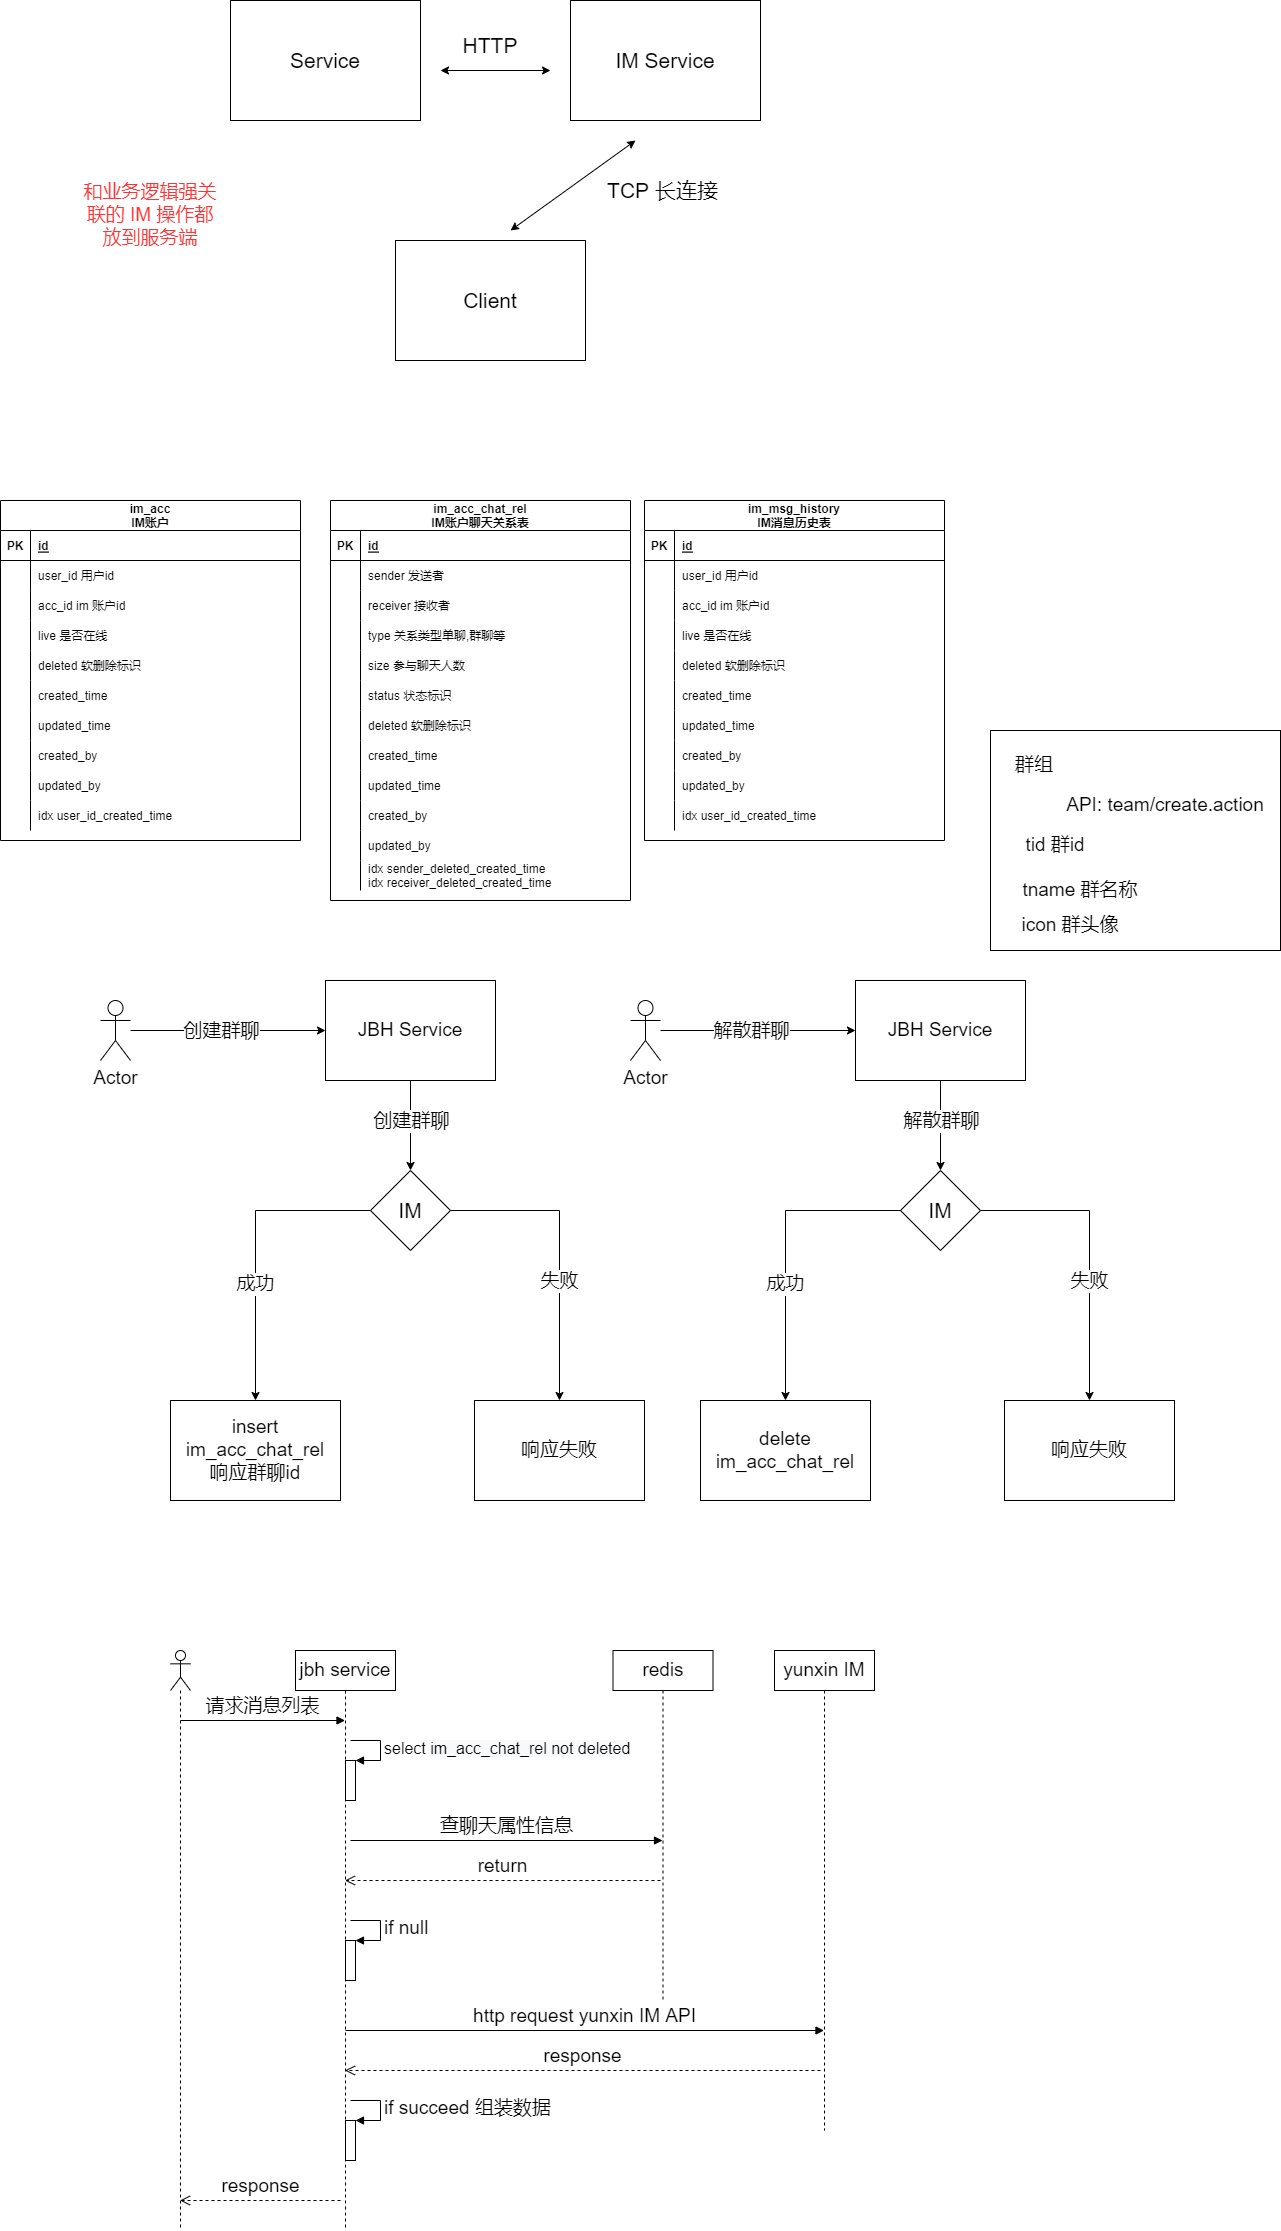 Service
HTTP
IM Service
TCP 长连接
和业务逻辑强关
联的 IM 操作都
放到服务端
Client
im_acc
IM账户
PK
id
user_id 用户id
acc_id im 账户id
live 是否在线
deleted 软删除标识
created_time
updated_time
created_by
updated_by
idx user_id_created_time
im_acc_chat_rel
IM账户聊天关系表
PK
id
sender 发送者
receiver 接收者
type 关系类型单聊,群聊等
size 参与聊天人数
status 状态标识
deleted 软删除标识
created_time
updated_time
created_by
updated_by
idx sender_deleted_created_time
idx receiver_deleted_created_time
im_msg_history
IM消息历史表
PK
id
user_id 用户id
acc_id im 账户id
live 是否在线
deleted 软删除标识
created_time
updated_time
created_by
updated_by
idx user_id_created_time
群组
API: team/create.action
tid 群id
tname 群名称
icon 群头像
Actor
创建群聊
JBH Service
创建群聊
IM
成功
失败
insert
im_acc_chat_rel
响应群聊id
响应失败
Actor
解散群聊
JBH Service
解散群聊
IM
成功
失败
delete
im_acc_chat_rel
响应失败
jbh service
redis
yunxin IM
请求消息列表
select im_acc_chat_rel not deleted
查聊天属性信息
return
if null
http request yunxin IM API
response
if succeed 组装数据
response